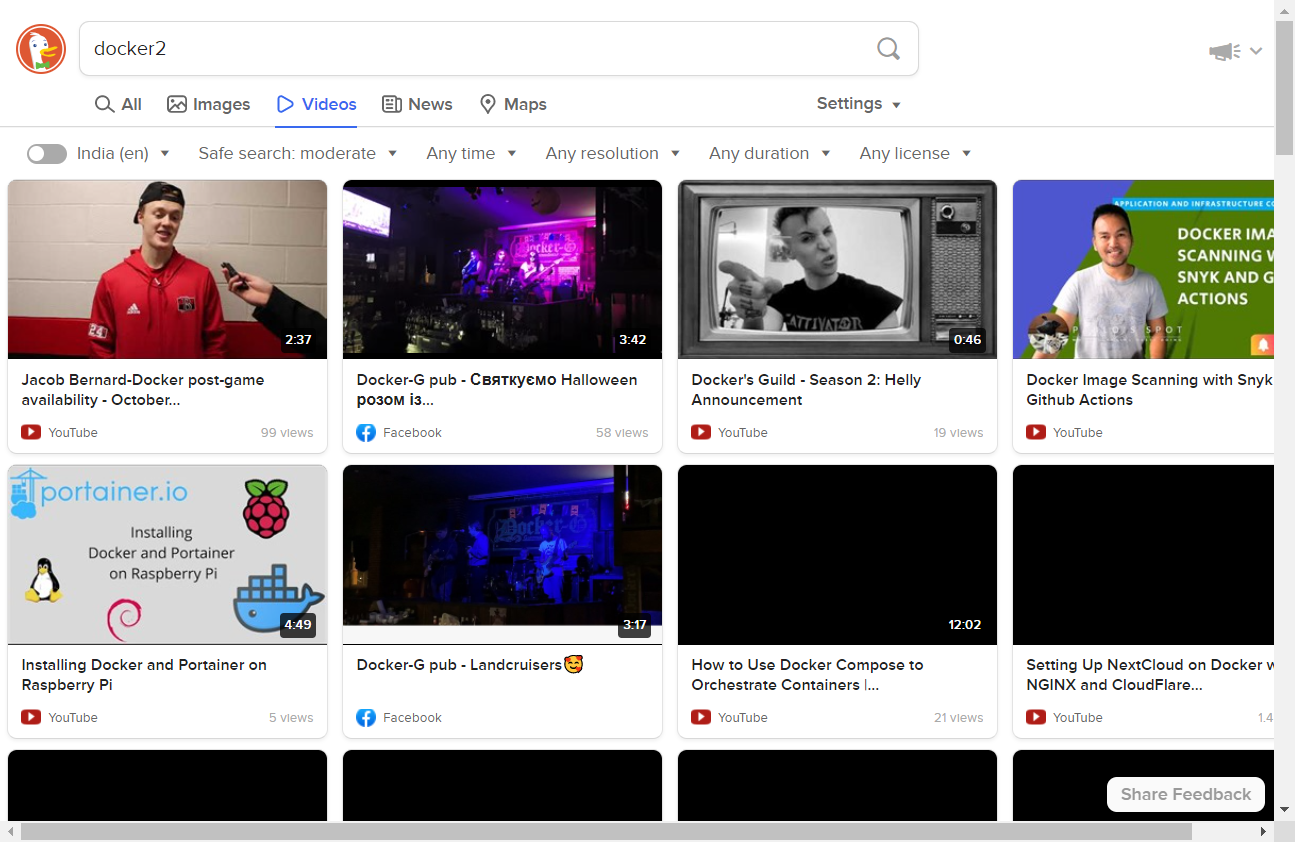 docker2
All
Images
Videos
News
Maps
Settings
India (en)
Safe search: moderate
Any time
Any resolution
Any duration
Any license
24
2:37
Docker-G
3:42
ATTIVATOR
0:46
APPLICATION AND INFRASTRUCTURE CO
DOCKER IMA
SCANNING W
SNYK AND G
ACTIONS
Jacob Bernard-Docker post-game
availability - October...
YouTube
99 views
Docker-G pub - Святкуємо Halloween
розом із...
Facebook
58 views
Docker's Guild - Season 2: Helly
Announcement
YouTube
19 views
Docker Image Scanning with Snyk
Github Actions
YouTube
portainer.io
Installing
Docker and Portainer
on Raspberry Pi
4:49
Docker-G
3:17
12:02
Installing Docker and Portainer on
Raspberry Pi
YouTube
5 views
Docker-G pub - Landcruisers🥰
Facebook
How to Use Docker Compose to
Orchestrate Containers |...
YouTube
21 views
Setting Up NextCloud on Docker w
NGINX and CloudFlare...
YouTube
1.4
Share Feedback